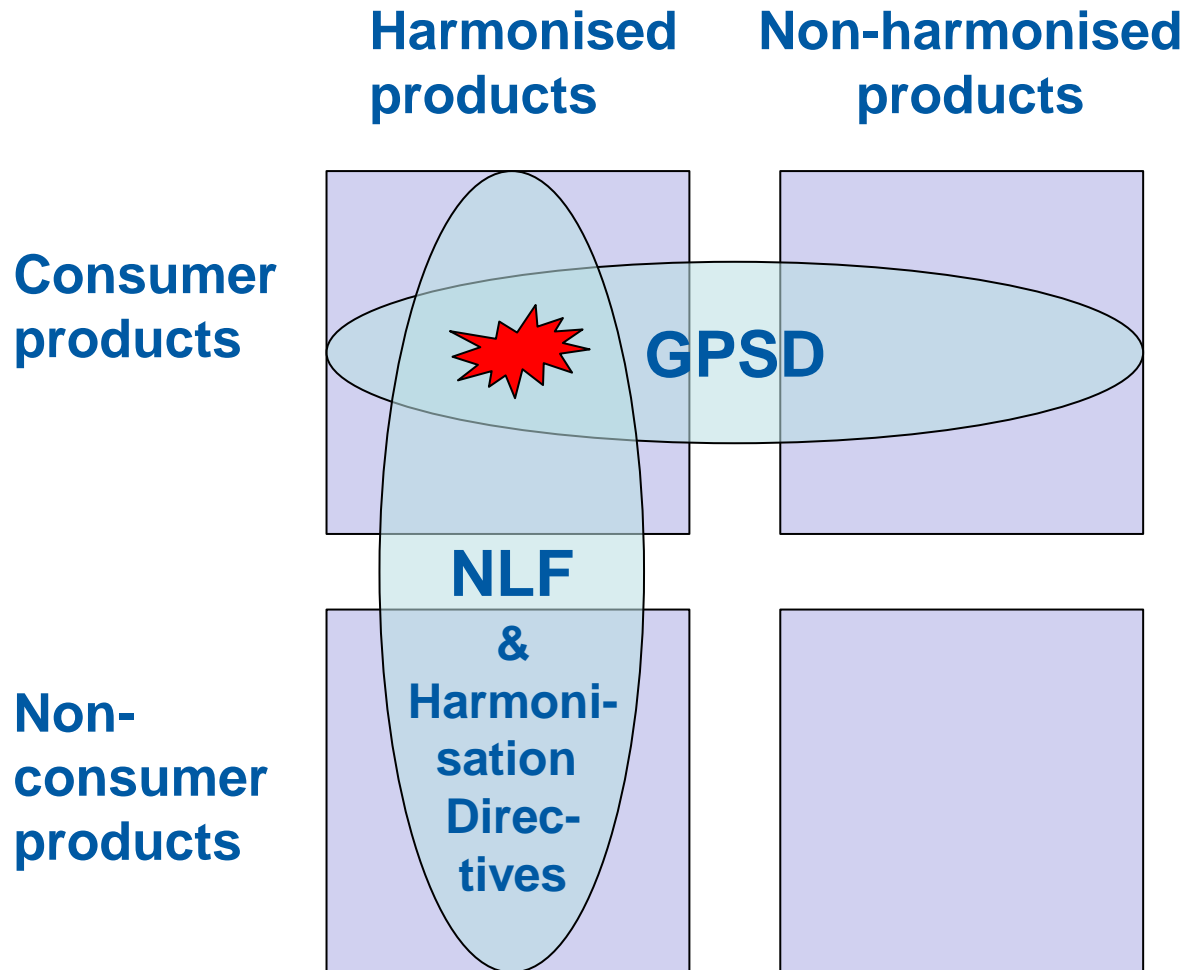 Harmonised
products
Non-harmonised
products
Consumer
products
GPSD
NLF
&
Harmoni-
sation
Direc-
tives
Non-
consumer
products